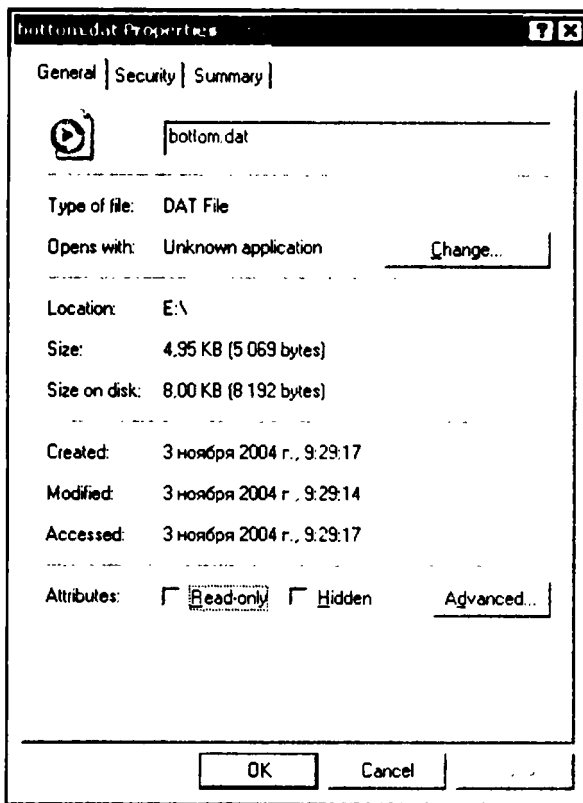 bottom.dat Properties
General Security Summary
bottom.dat
Type of file: DAT File
Opens with: Unknown application Change...
Location: E:\
Size: 4,95 KB (5 069 bytes)
Size on disk: 8,00 KB (8 192 bytes)
Created: 3 ноября 2004 г., 9:29:17
Modified: 3 ноября 2004 г., 9:29:14
Accessed: 3 ноября 2004 г., 9:29:17
Attributes: Read-only Hidden Advanced...
OK Cancel